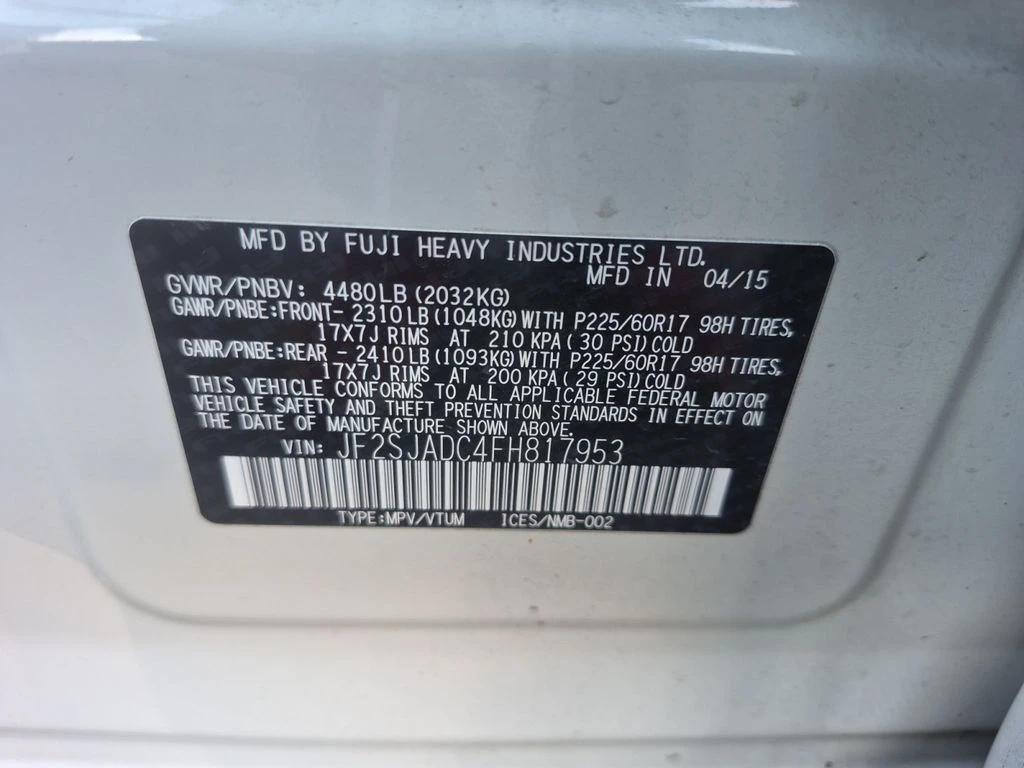 MFD BY FUJI HEAVY INDUSTRIES LTD.
MFD IN 04/15
GVWR/PNBV: 4480LB(2032KG)
GAWR/PNBE:FRONT- 2310LB(1048KG)WITH P225/60R17 98H TIRES,
17X7J RIMS AT 210 KPA( 30 PSI)COLD
GAWR/PNBE:REAR - 2410LB(1093KG)WITH P225/60R17 98H TIRES,
17X7J RIMS AT 200 KPA( 29 PSI)COLD
THIS VEHICLE CONFORMS TO ALL APPLICABLE FEDERAL MOTOR
VEHICLE SAFETY AND THEFT PREVENTION STANDARDS IN EFFECT ON
THE DATE OF MANUFACTURE SHOWN ABOVE.
VIN: JF2SJADC4FH817953
TYPE:MPV/VTUM ICES/NMB-002